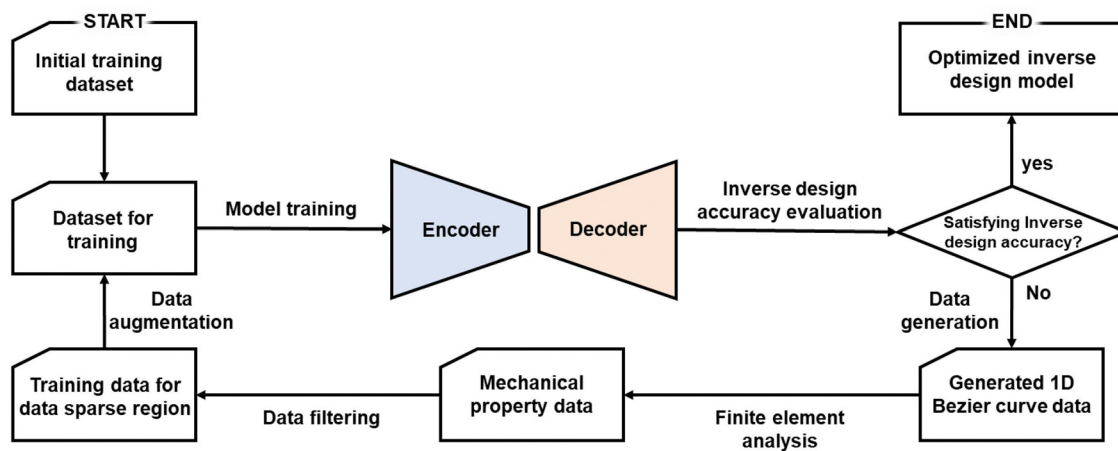 START
Initial training
dataset
END
Optimized inverse
design model
Dataset for
training
Model training
Encoder
Decoder
Inverse design
accuracy evaluation
yes
Satisfying Inverse
design accuracy?
No
Data
generation
Data
augmentation
Training data for
data sparse region
Data filtering
Mechanical
property data
Finite element
analysis
Generated 1D
Bezier curve data